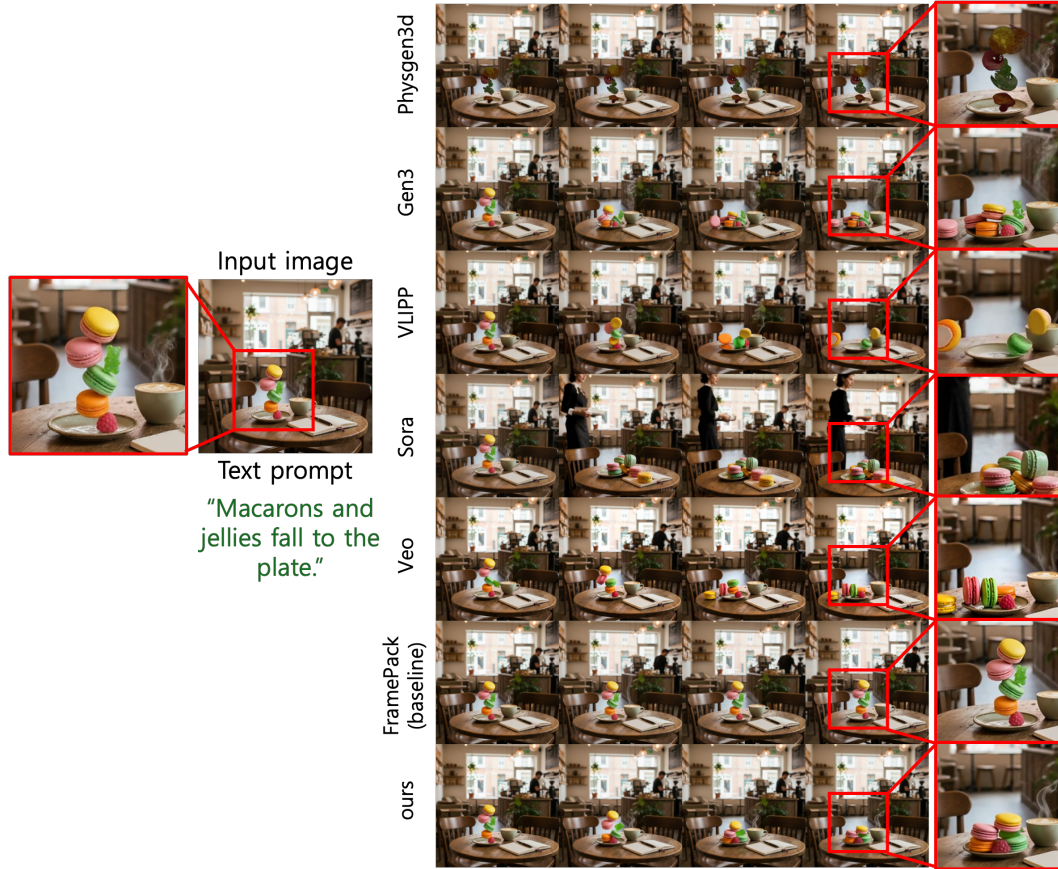 Physgen3d
Gen3
VLIPP
Sora
Veo
FramePack
(baseline)
ours
Input image
Text prompt
“Macarons and
jellies fall to the
plate.”